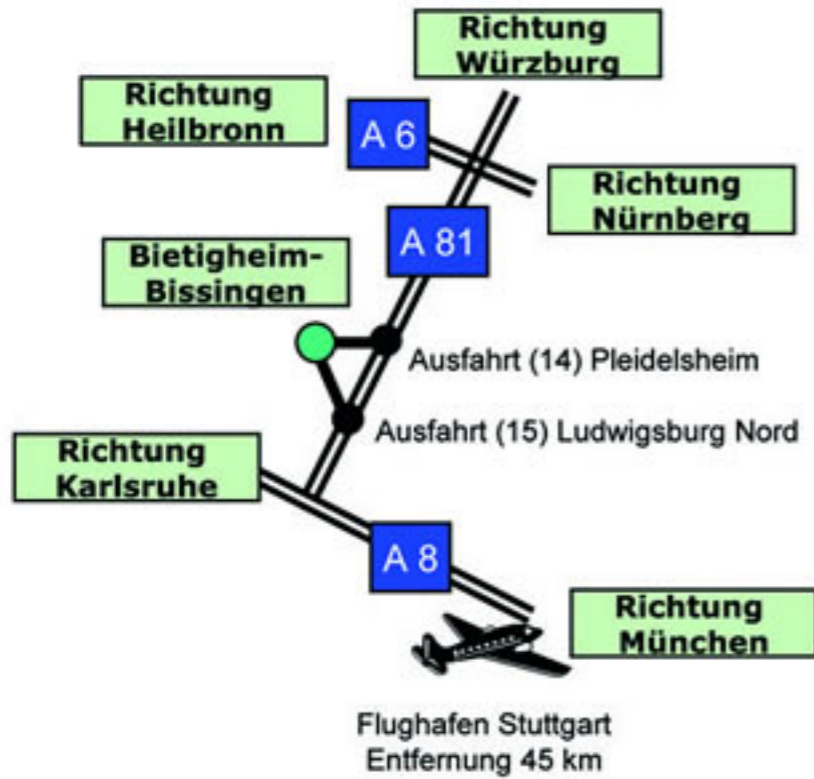 Richtung
Würzburg
Richtung
Heilbronn
A 6
Richtung
Nürnberg
A 81
Bietigheim-
Bissingen
Ausfahrt (14) Pleidelsheim
Ausfahrt (15) Ludwigsburg Nord
Richtung
Karlsruhe
A 8
Richtung
München
Flughafen Stuttgart
Entfernung 45 km